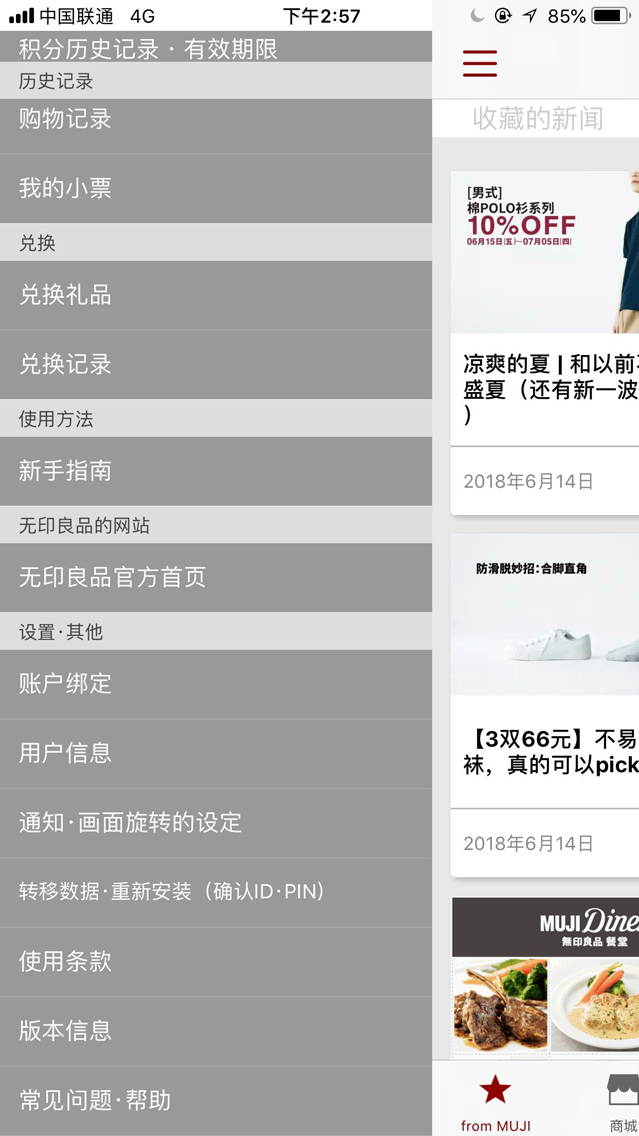 中国联通 4G 下午2:57 85%
积分历史记录·有效期限
历史记录
购物记录
我的小票
兑换
兑换礼品
兑换记录
使用方法
新手指南
无印良品的网站
无印良品官方首页
设置·其他
账户绑定
用户信息
通知·画面旋转的设定
转移数据·重新安装（确认ID·PIN）
使用条款
版本信息
常见问题·帮助
收藏的新闻
[男式]
棉POLO衫系列
10%OFF
06月15日[五]~07月05日[四]
凉爽的夏 | 和以前
盛夏（还有新一波
）
2018年6月14日
防滑脱妙招:合脚直角
【3双66元】不易
袜，真的可以pick
2018年6月14日
MUJI Diner
無印良品 餐堂
from MUJI
商城